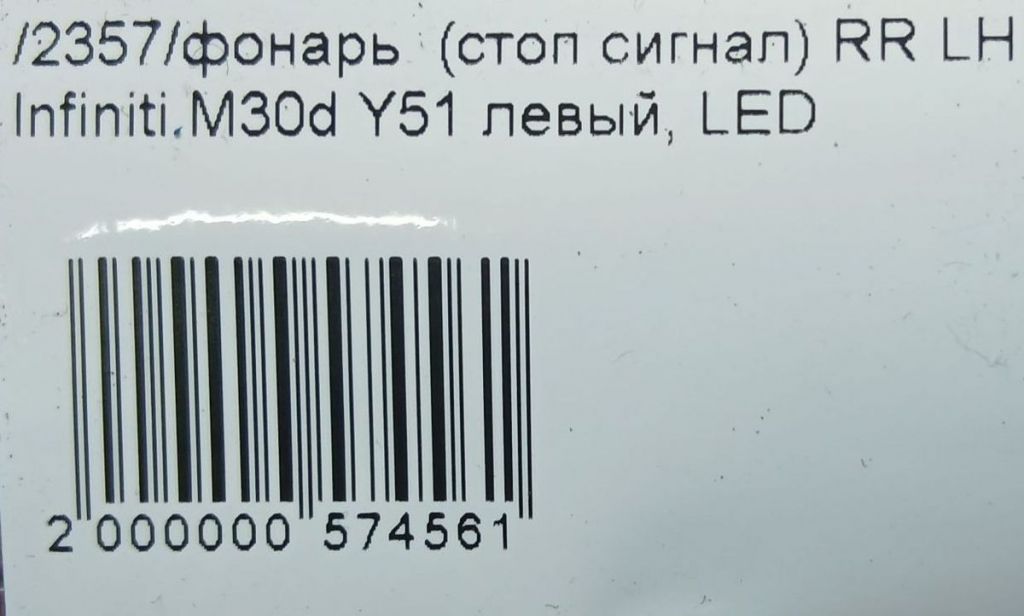 /2357/фонарь (стоп сигнал) RR LH
Infiniti M30d Y51 левый, LED
2 000000 574561